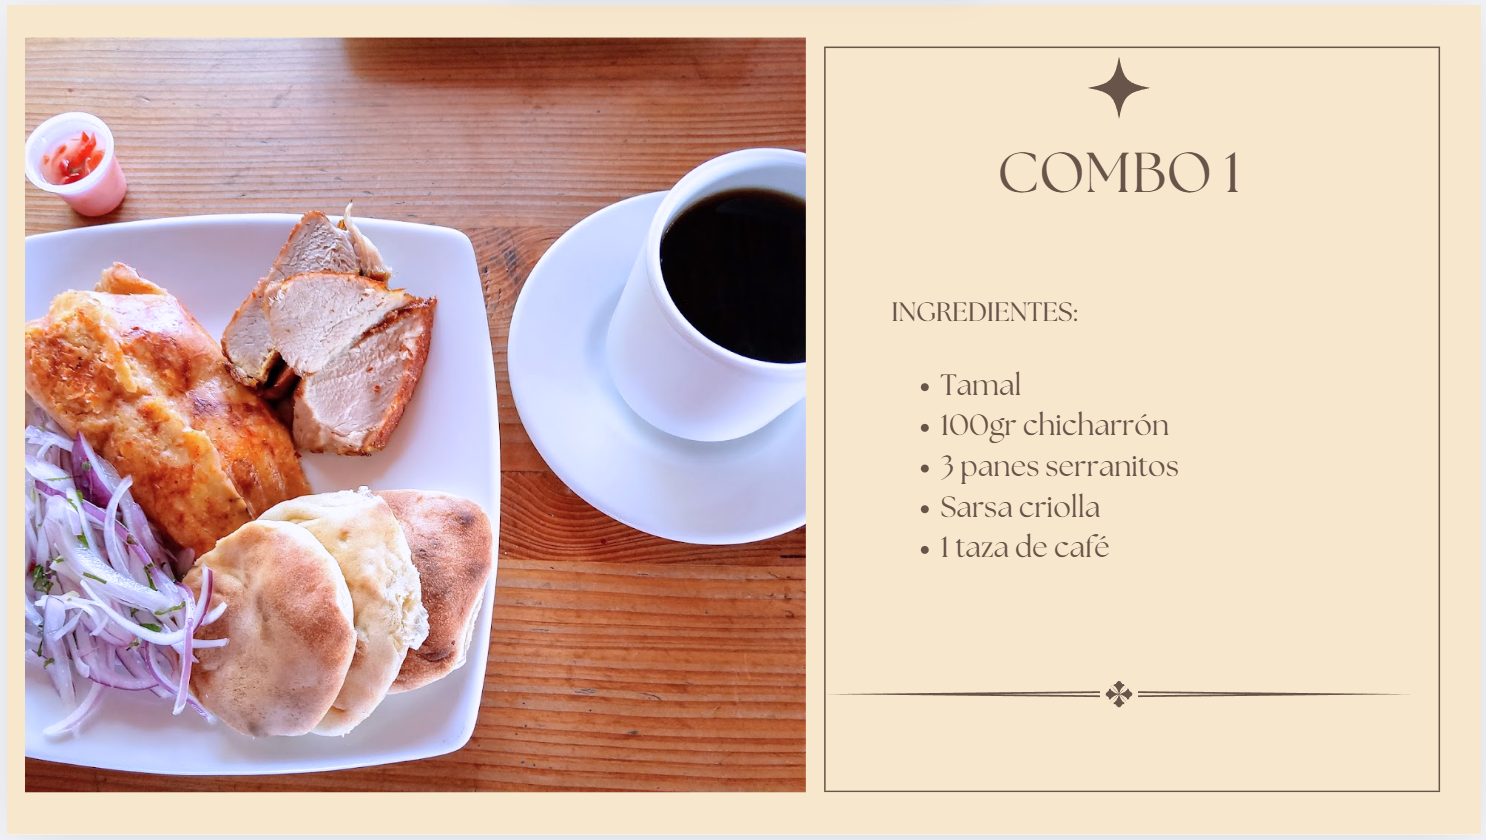 COMBO 1
INGREDIENTES:
• Tamal
• 100gr chicharrón
• 3 panes serranitos
• Sarsa criolla
• 1 taza de café